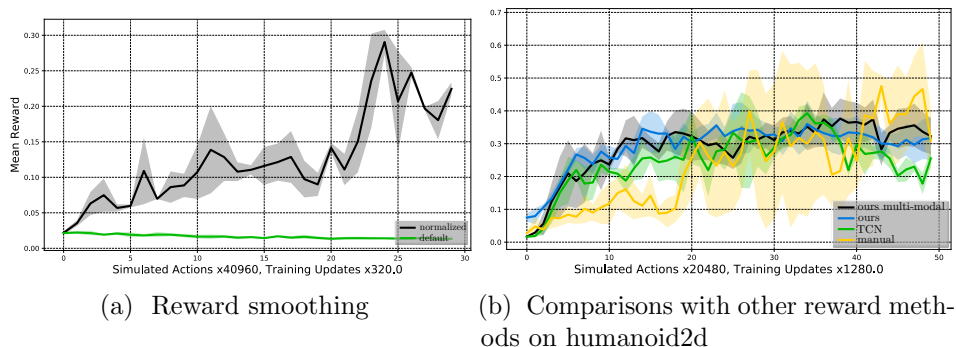 0.30
0.25
0.20
0.15
0.10
0.05
0.00
Mean Reward
0 5 10 15 20 25 30
Simulated Actions x40960, Training Updates x320.0
normalized
default
(a) Reward smoothing
0.7
0.6
0.5
0.4
0.3
0.2
0.1
0.0
0 10 20 30 40 50
Simulated Actions x20480, Training Updates x1280.0
ours multi-modal
ours
TCN
manual
(b) Comparisons with other reward meth-
ods on humanoid2d